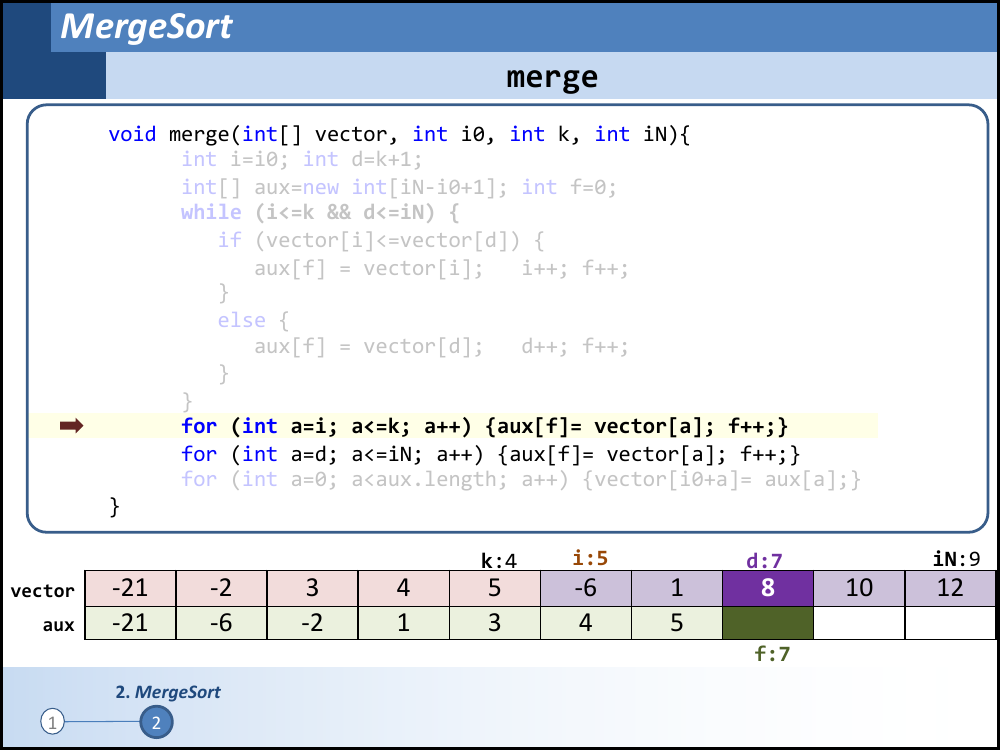 MergeSort
merge
void merge(int[] vector, int i0, int k, int iN){
int i=i0; int d=k+1;
int[] aux=new int[iN-i0+1]; int f=0;
while (i<=k && d<=iN) {
if (vector[i]<=vector[d]) {
aux[f] = vector[i];   i++; f++;
}
else {
aux[f] = vector[d];   d++; f++;
}
}
for (int a=i; a<=k; a++) {aux[f]= vector[a]; f++;}
for (int a=d; a<=iN; a++) {aux[f]= vector[a]; f++;}
for (int a=0; a<aux.length; a++) {vector[i0+a]= aux[a];}
}
k:4 i:5 d:7 iN:9
vector -21 -2 3 4 5 -6 1 8 10 12
aux -21 -6 -2 1 3 4 5
f:7
2. MergeSort
1 2